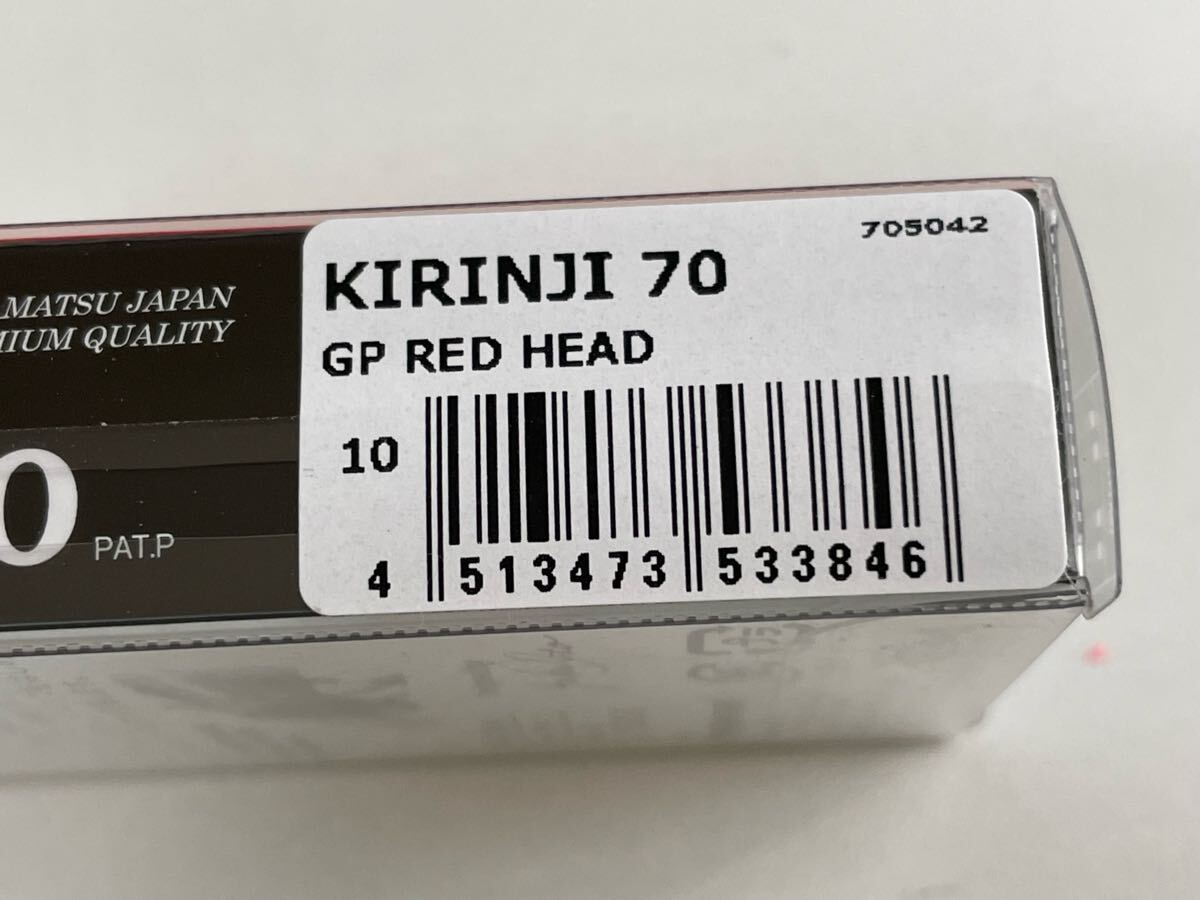 MATSU JAPAN
MIUM QUALITY
0
PAT.P
705042
KIRINJI 70
GP RED HEAD
10
4 513473 533846